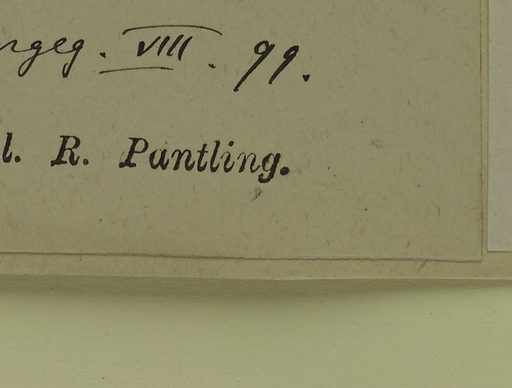 ngeg. VIII. 99.
l. R. Pantling.